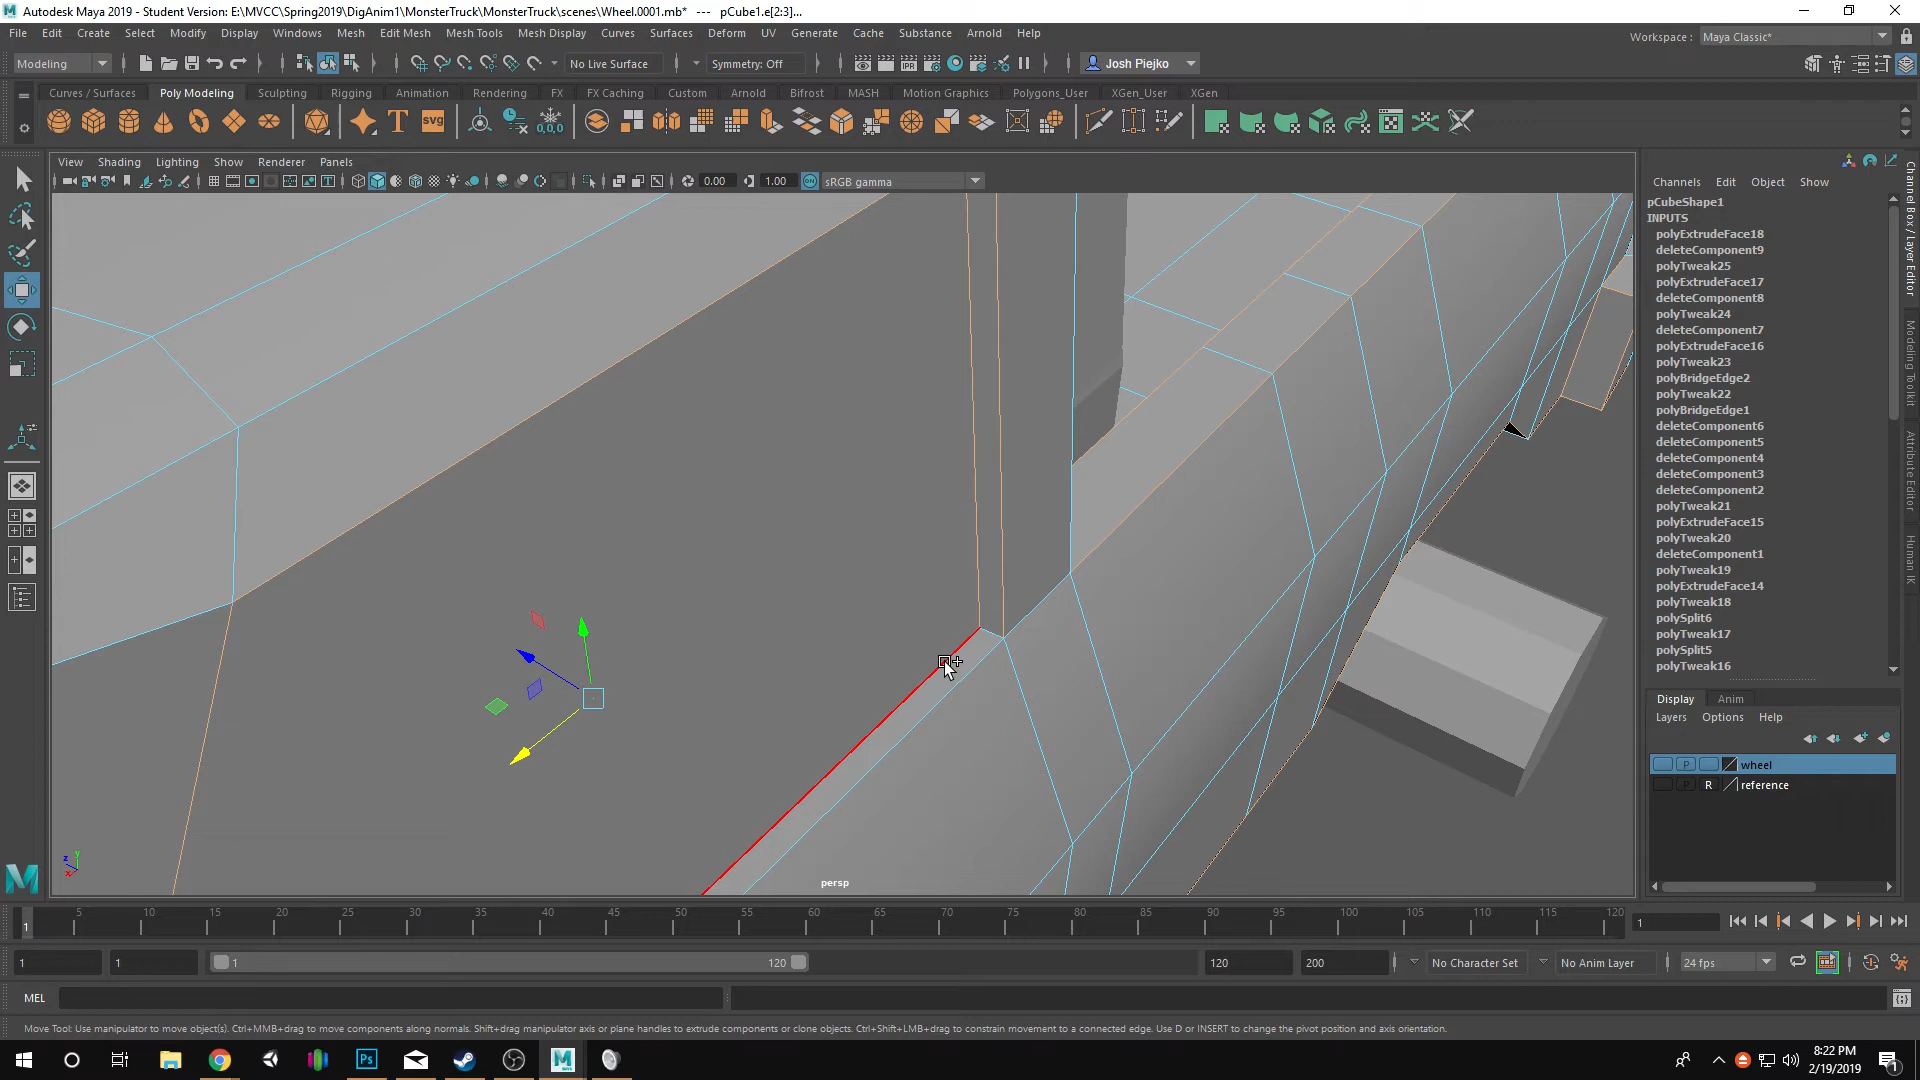 Autodesk Maya 2019 - Student Version: E:\MVCC\Spring2019\DigAnim1\MonsterTruck\MonsterTruck\scenes\Wheel.0001.mb*   ---   pCube1.e[2:3]...
File Edit Create Select Modify Display Windows Mesh Edit Mesh Mesh Tools Mesh Display Curves Surfaces Deform UV Generate Cache Substance Arnold Help
Workspace : Maya Classic*
Modeling No Live Surface Symmetry: Off Josh Piejko
Curves / Surfaces Poly Modeling Sculpting Rigging Animation Rendering FX FX Caching Custom Arnold Bifrost MASH Motion Graphics Polygons_User XGen_User XGen
View Shading Lighting Show Renderer Panels
0.00 1.00 sRGB gamma
Channels Edit Object Show
pCubeShape1
INPUTS
polyExtrudeFace18
deleteComponent9
polyTweak25
polyExtrudeFace17
deleteComponent8
polyTweak24
deleteComponent7
polyExtrudeFace16
polyTweak23
polyBridgeEdge2
polyTweak22
polyBridgeEdge1
deleteComponent6
deleteComponent5
deleteComponent4
deleteComponent3
deleteComponent2
polyTweak21
polyExtrudeFace15
polyTweak20
deleteComponent1
polyTweak19
polyExtrudeFace14
polyTweak18
polySplit6
polyTweak17
polySplit5
polyTweak16
Channel Box / Layer Editor
Modeling Toolkit
Attribute Editor
Human IK
Display Anim
Layers Options Help
P wheel
P R reference
persp
5 10 15 20 25 30 35 40 45 50 55 60 65 70 75 80 85 90 95 100 105 110 115 120
1
1
1 1 1 120 120 200 No Character Set No Anim Layer 24 fps
MEL
Move Tool: Use manipulator to move object(s). Ctrl+MMB+drag to move components along normals. Shift+drag manipulator axis or plane handles to extrude components or clone objects. Ctrl+Shift+LMB+drag to constrain movement to a connected edge. Use D or INSERT to change the pivot position and axis orientation.
8:22 PM
2/19/2019